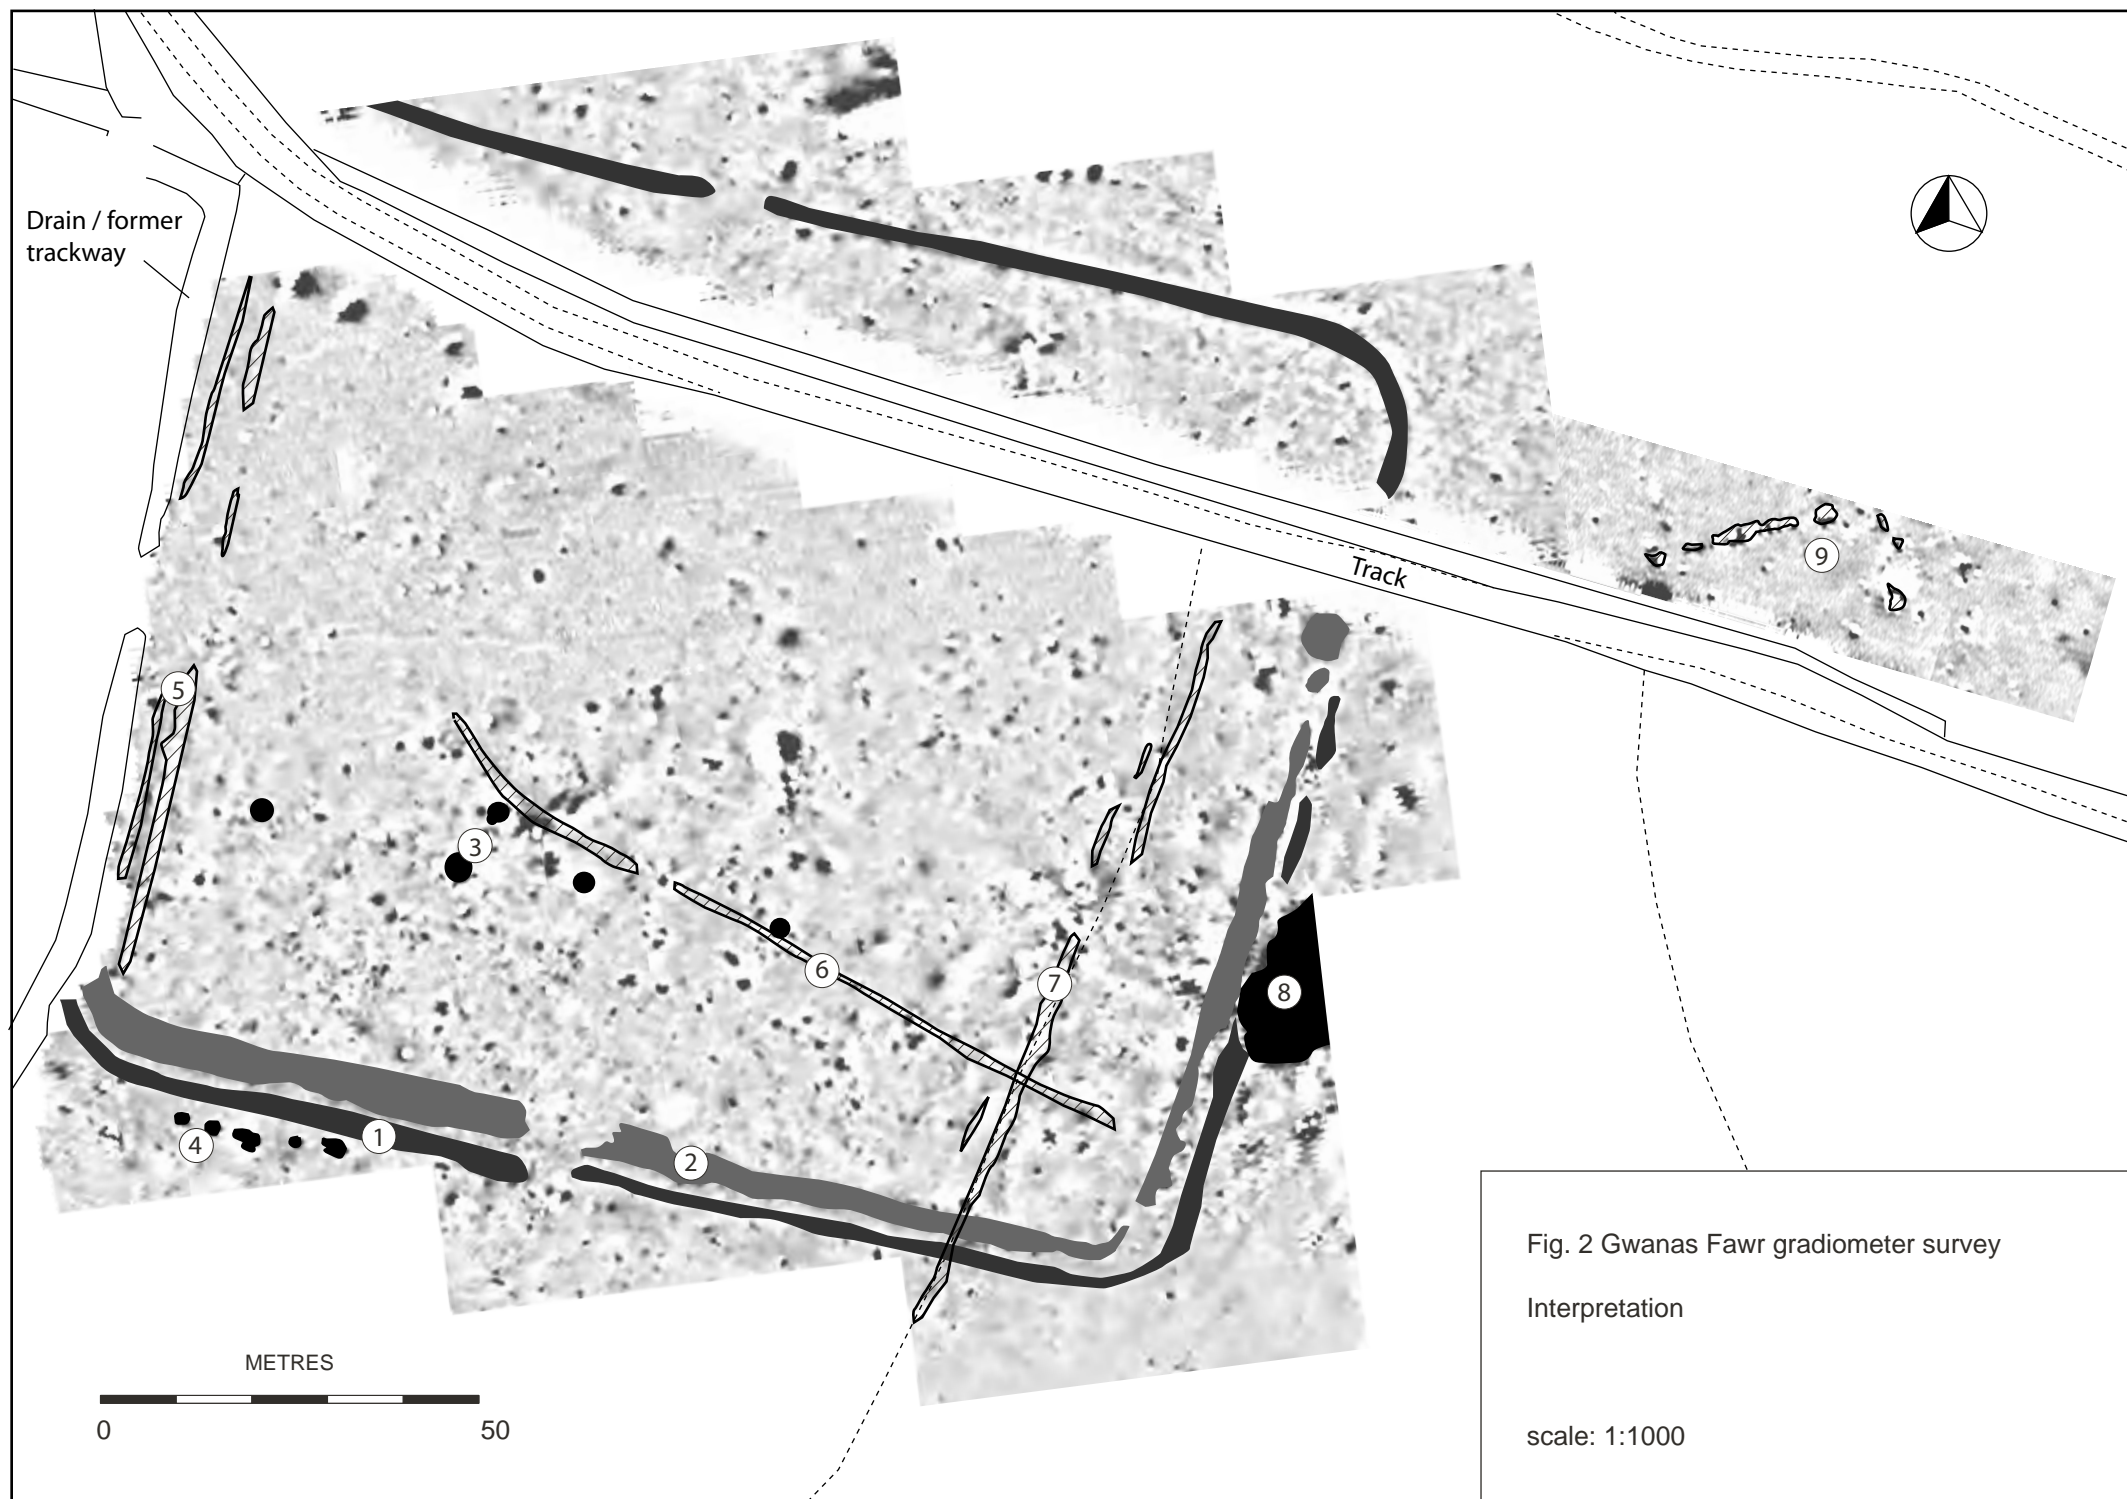 Drain / former
trackway
Track
9
5
3
6
7
8
4
1
2
METRES
0 50
Fig. 2 Gwanas Fawr gradiometer survey
Interpretation
scale: 1:1000